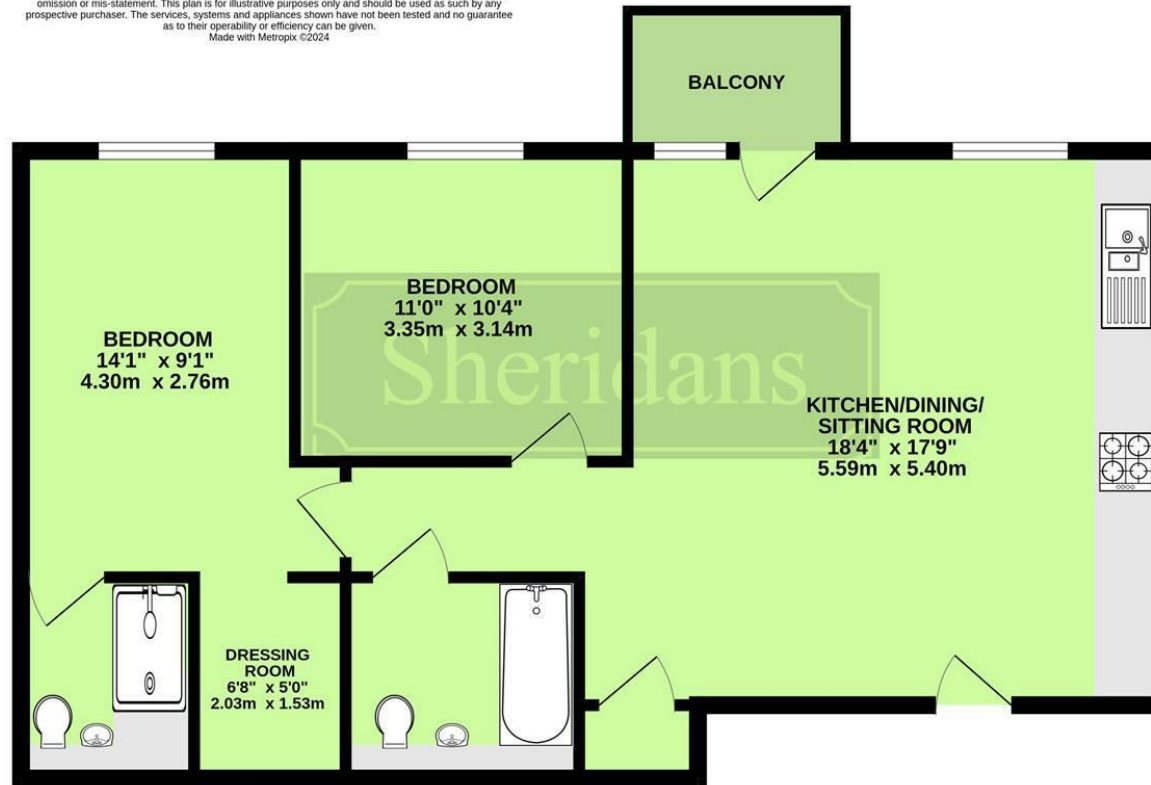 omission or mis-statement. This plan is for illustrative purposes only and should be used as such by any
prospective purchaser. The services, systems and appliances shown have not been tested and no guarantee
as to their operability or efficiency can be given.
Made with Metropix ©2024
BALCONY
BEDROOM
11'0" x 10'4"
3.35m x 3.14m
BEDROOM
14'1" x 9'1"
4.30m x 2.76m
Sheridans
KITCHEN/DINING/
SITTING ROOM
18'4" x 17'9"
5.59m x 5.40m
DRESSING
ROOM
6'8" x 5'0"
2.03m x 1.53m